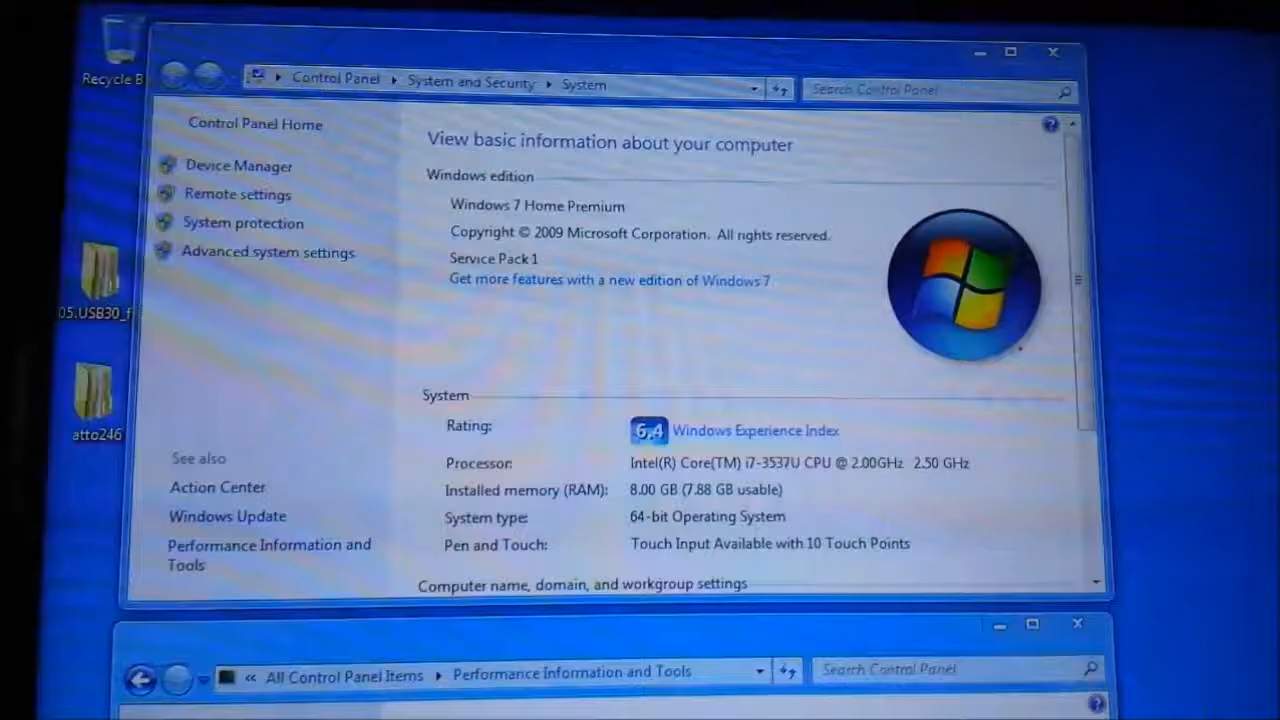 Recycle B
Control Panel ▸ System and Security ▸ System
Search Control Panel
Control Panel Home
Device Manager
Remote settings
System protection
Advanced system settings
View basic information about your computer
Windows edition
Windows 7 Home Premium
Copyright © 2009 Microsoft Corporation. All rights reserved.
Service Pack 1
Get more features with a new edition of Windows 7
05.USB30_f
atto246
System
Rating:
6,4 Windows Experience Index
Processor:
Intel(R) Core(TM) i7-3537U CPU @ 2.00GHz 2.50 GHz
Installed memory (RAM):
8.00 GB (7.88 GB usable)
System type:
64-bit Operating System
Pen and Touch:
Touch Input Available with 10 Touch Points
See also
Action Center
Windows Update
Performance Information and
Tools
Computer name, domain, and workgroup settings
« All Control Panel Items ▸ Performance Information and Tools
Search Control Panel